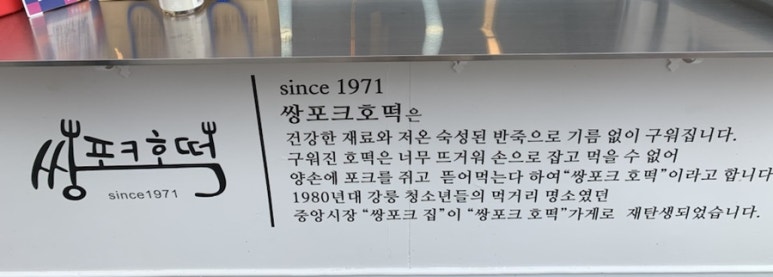 쌍포크호떡
since1971
since 1971
쌍포크호떡은
건강한 재료와 저온 숙성된 반죽으로 기름 없이 구워집니다.
구워진 호떡은 너무 뜨거워 손으로 잡고 먹을 수 없어
양손에 포크를 쥐고 뜯어먹는다 하여 “쌍포크 호떡”이라고 합니다
1980년대 강릉 청소년들의 먹거리 명소였던
중앙시장 “쌍포크 집”이 “쌍포크 호떡”가게로 재탄생되었습니다.